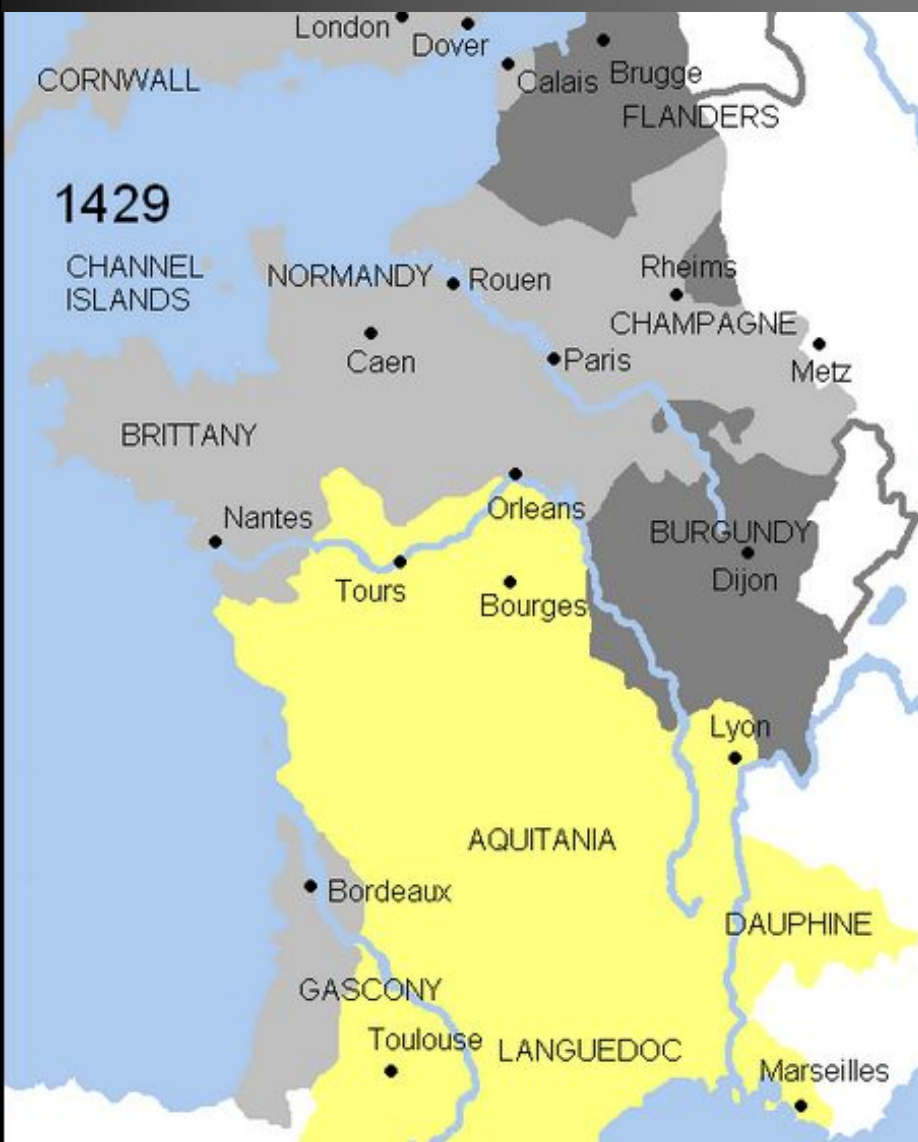 London
Dover
CORNWALL
Calais
Brugge
FLANDERS
1429
CHANNEL
ISLANDS
NORMANDY
Rouen
Rheims
CHAMPAGNE
Caen
Paris
Metz
BRITTANY
Nantes
Orleans
BURGUNDY
Dijon
Tours
Bourges
Lyon
AQUITANIA
Bordeaux
DAUPHINE
GASCONY
Toulouse
LANGUEDOC
Marseilles